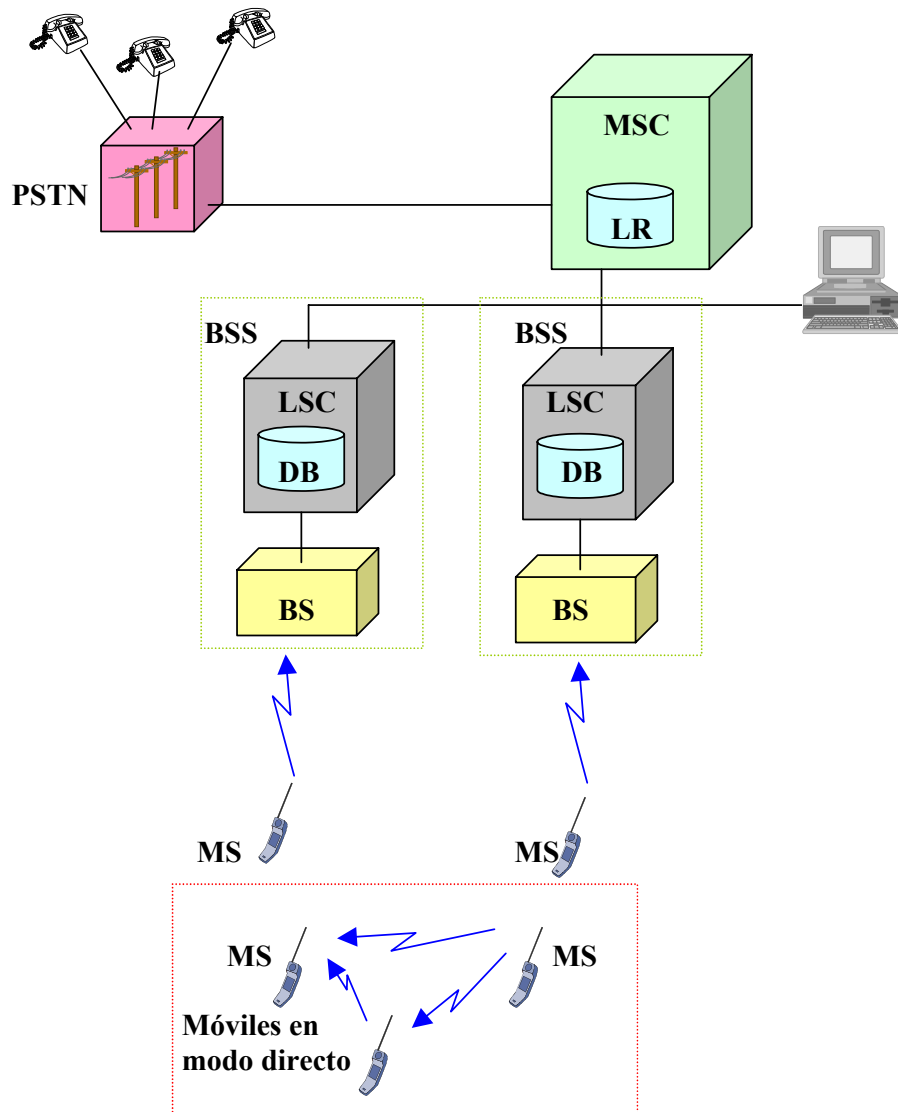 MSC
PSTN
LR
BSS
BSS
LSC
LSC
DB
DB
BS
BS
MS
MS
MS
MS
Móviles en
modo directo